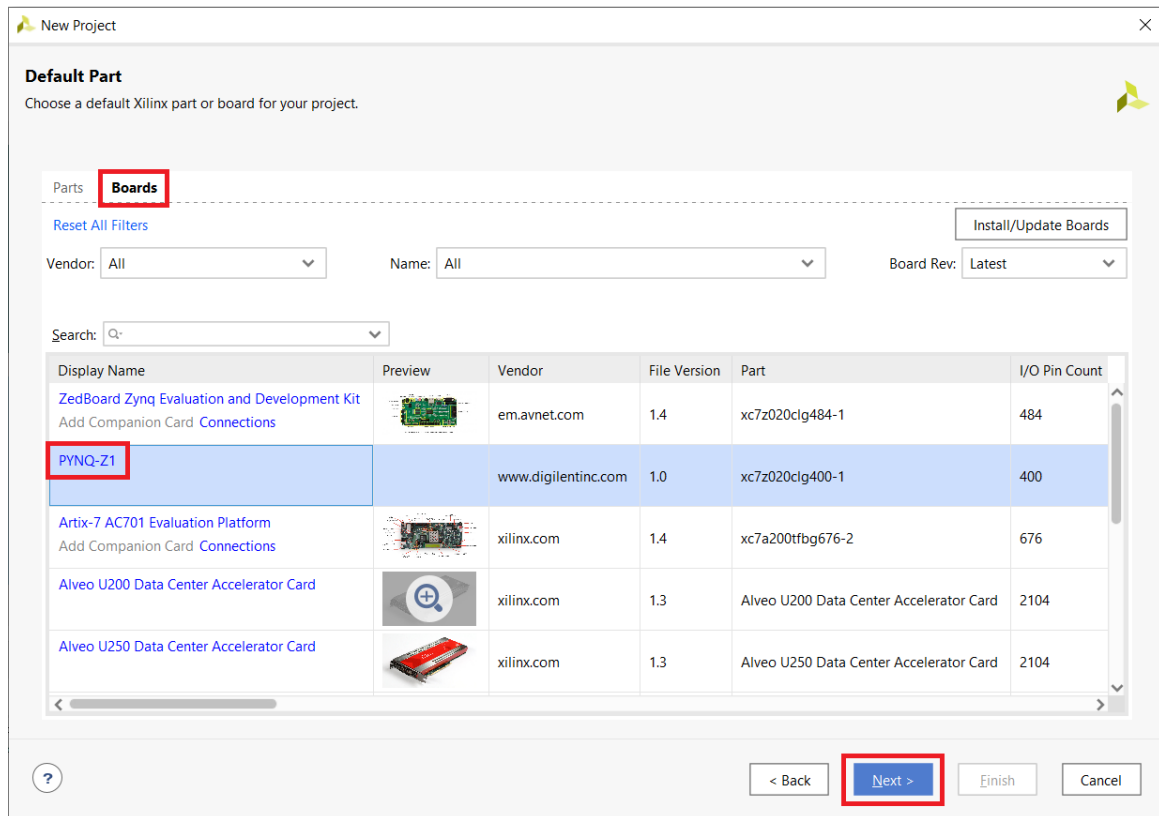 New Project
Default Part
Choose a default Xilinx part or board for your project.
Parts Boards
Reset All Filters Install/Update Boards
Vendor: All Name: All Board Rev: Latest
Search:
Display Name Preview Vendor File Version Part I/O Pin Count
ZedBoard Zynq Evaluation and Development Kit
Add Companion Card Connections
em.avnet.com 1.4 xc7z020clg484-1 484
PYNQ-Z1
www.digilentinc.com 1.0 xc7z020clg400-1 400
Artix-7 AC701 Evaluation Platform
Add Companion Card Connections
xilinx.com 1.4 xc7a200tfbg676-2 676
Alveo U200 Data Center Accelerator Card
xilinx.com 1.3 Alveo U200 Data Center Accelerator Card 2104
Alveo U250 Data Center Accelerator Card
xilinx.com 1.3 Alveo U250 Data Center Accelerator Card 2104
? < Back Next > Finish Cancel